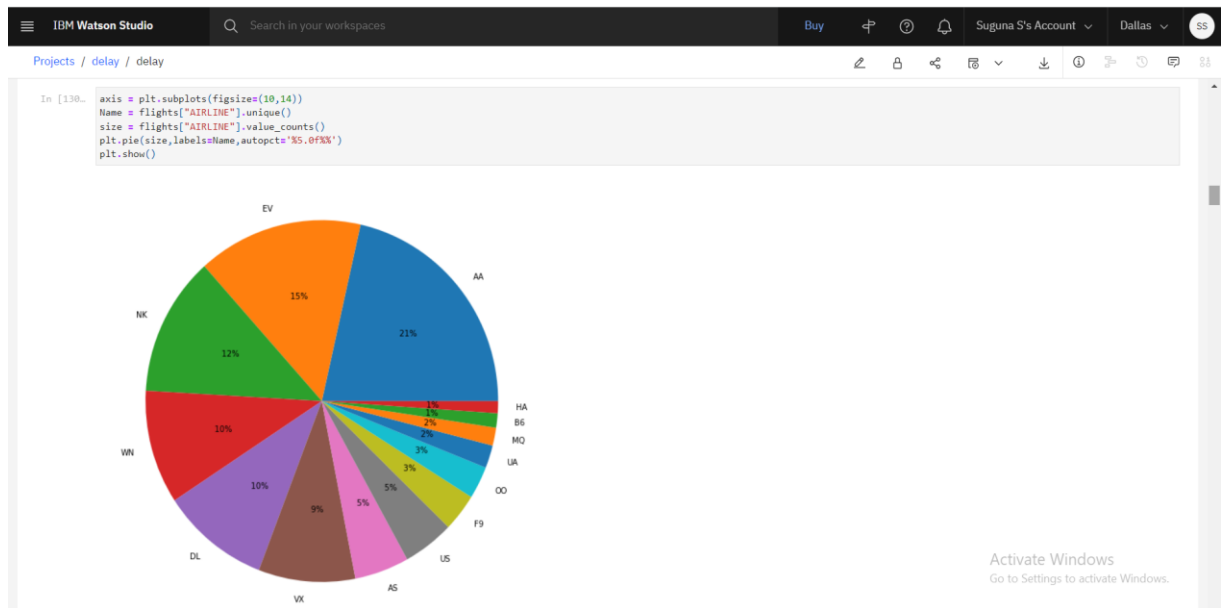 IBM Watson Studio
Search in your workspaces
Buy
Suguna S's Account
Dallas
SS
Projects / delay / delay
In [130…
axis = plt.subplots(figsize=(10,14))
Name = flights["AIRLINE"].unique()
size = flights["AIRLINE"].value_counts()
plt.pie(size,labels=Name,autopct='%5.0f%%')
plt.show()
EV
AA
15%
NK
21%
12%
1%
HA
1%
B6
2%
MQ
10%
2%
WN
3%
UA
3%
10%
5%
OO
5%
9%
F9
DL
US
AS
VX
Activate Windows
Go to Settings to activate Windows.